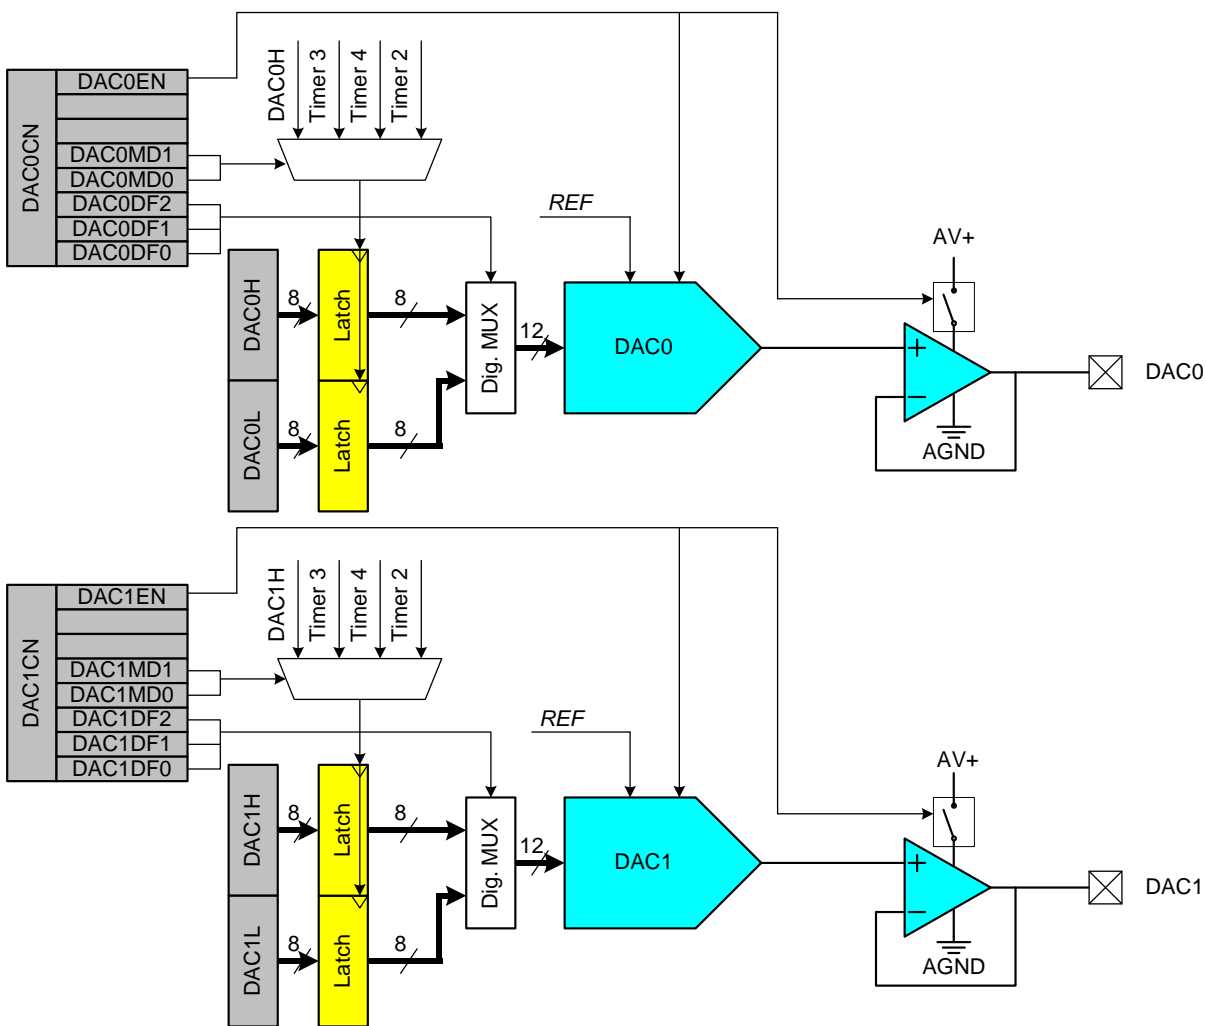 DAC0H
Timer 3
Timer 4
Timer 2
DAC0CN
DAC0EN
DAC0MD1
DAC0MD0
DAC0DF2
DAC0DF1
DAC0DF0
REF
AV+
DAC0H
8
Latch
8
Dig. MUX
12
DAC0
+
−
DAC0
DAC0L
8
Latch
8
AGND
DAC1H
Timer 3
Timer 4
Timer 2
DAC1CN
DAC1EN
DAC1MD1
DAC1MD0
DAC1DF2
DAC1DF1
DAC1DF0
REF
AV+
DAC1H
8
Latch
8
Dig. MUX
12
DAC1
+
−
DAC1
DAC1L
8
Latch
8
AGND